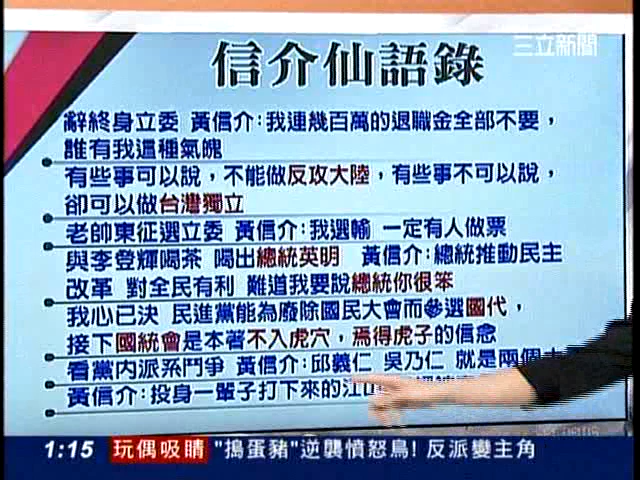 三立新聞
信介仙語錄
辭終身立委 黃信介:我連幾百萬的退職金全部不要,
誰有我這種氣魄
有些事可以說,不能做反攻大陸,有些事不可以說,
卻可以做台灣獨立
老帥東征選立委 黃信介:我選輸 一定有人做票
與李登輝喝茶 喝出總統英明 黃信介:總統推動民主
改革 對全民有利 難道我要說總統你很笨
我心已決 民進黨能為廢除國民大會而參選國代,
接下國統會是本著不入虎穴,焉得虎子的信念
看黨內派系鬥爭 黃信介:邱義仁 吳乃仁 就是兩個
黃信介:投身一輩子打下來的江山
1:15 玩偶吸睛 "搗蛋豬"逆襲憤怒鳥! 反派變主角